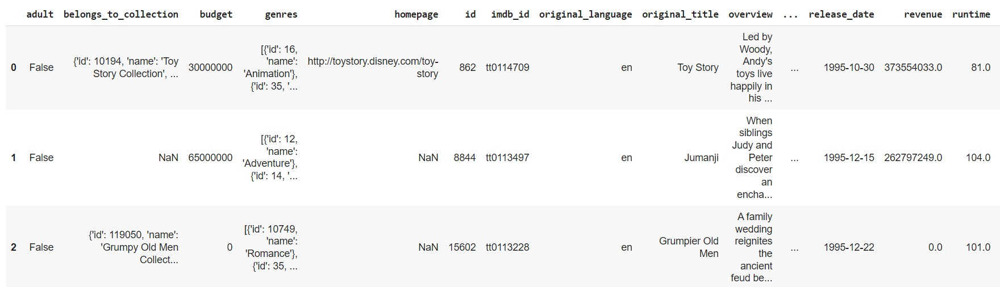 adult belongs_to_collection budget genres homepage id imdb_id original_language original_title overview ... release_date revenue runtime
0 False {'id': 10194, 'name': 'Toy Story Collection', ... 30000000 [{'id': 16, 'name': 'Animation'}, {'id': 35, '... http://toystory.disney.com/toy-story 862 tt0114709 en Toy Story Led by Woody, Andy's toys live happily in his ... ... 1995-10-30 373554033.0 81.0
1 False NaN 65000000 [{'id': 12, 'name': 'Adventure'}, {'id': 14, '... NaN 8844 tt0113497 en Jumanji When siblings Judy and Peter discover an encha... ... 1995-12-15 262797249.0 104.0
2 False {'id': 119050, 'name': 'Grumpy Old Men Collect... 0 [{'id': 10749, 'name': 'Romance'}, {'id': 35, ... NaN 15602 tt0113228 en Grumpier Old Men A family wedding reignites the ancient feud be... ... 1995-12-22 0.0 101.0